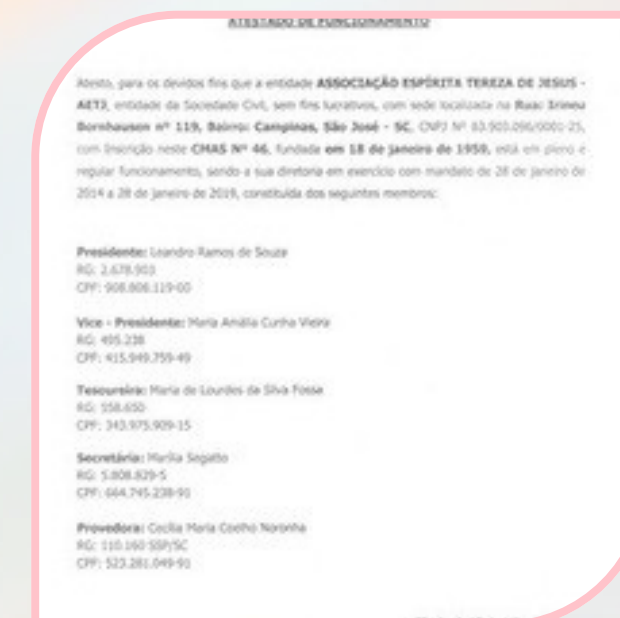 ATESTADO DE FUNCIONAMENTO
Atesto, para os devidos fins que a entidade ASSOCIAÇÃO ESPÍRITA TEREZA DE JESUS -
AETJ, entidade da Sociedade Civil, sem fins lucrativos, com sede localizada na Rua: Irineu
Bornhausen nº 119, Bairro: Campinas, São José - SC, CNPJ Nº 83.903.096/0001-25,
com Inscrição neste CHAS Nº 46, fundada em 18 de janeiro de 1959, está em pleno e
regular funcionamento, sendo a sua diretoria em exercício com mandato de 28 de janeiro de
2014 a 28 de janeiro de 2019, constituída dos seguintes membros:
Presidente: Leandro Ramos de Souza
RG: 2.678.903
CPF: 908.808.119-00
Vice - Presidente: Maria Amália Cunha Vieira
RG: 495.238
CPF: 415.949.759-49
Tesoureira: Maria de Lourdes da Silva Fossa
RG: 558.650
CPF: 343.975.909-15
Secretária: Marilia Segatto
RG: 5.808.829-5
CPF: 664.745.238-91
Provedora: Cecília Maria Coelho Noronha
RG: 110.160 SSP/SC
CPF: 523.281.049-91